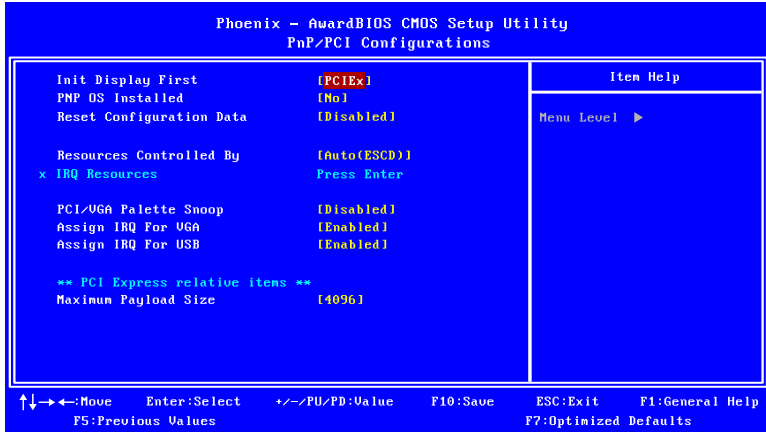 Phoenix - AwardBIOS CMOS Setup Utility
PnP/PCI Configurations
Init Display First [PCIEx]
PNP OS Installed [No]
Reset Configuration Data [Disabled]
Resources Controlled By [Auto(ESCD)]
x IRQ Resources Press Enter
PCI/VGA Palette Snoop [Disabled]
Assign IRQ For VGA [Enabled]
Assign IRQ For USB [Enabled]
** PCI Express relative items **
Maximum Payload Size [4096]
Item Help
Menu Level ▶
↑↓→←:Move Enter:Select +/-/PU/PD:Value F10:Save ESC:Exit F1:General Help
F5:Previous Values F7:Optimized Defaults